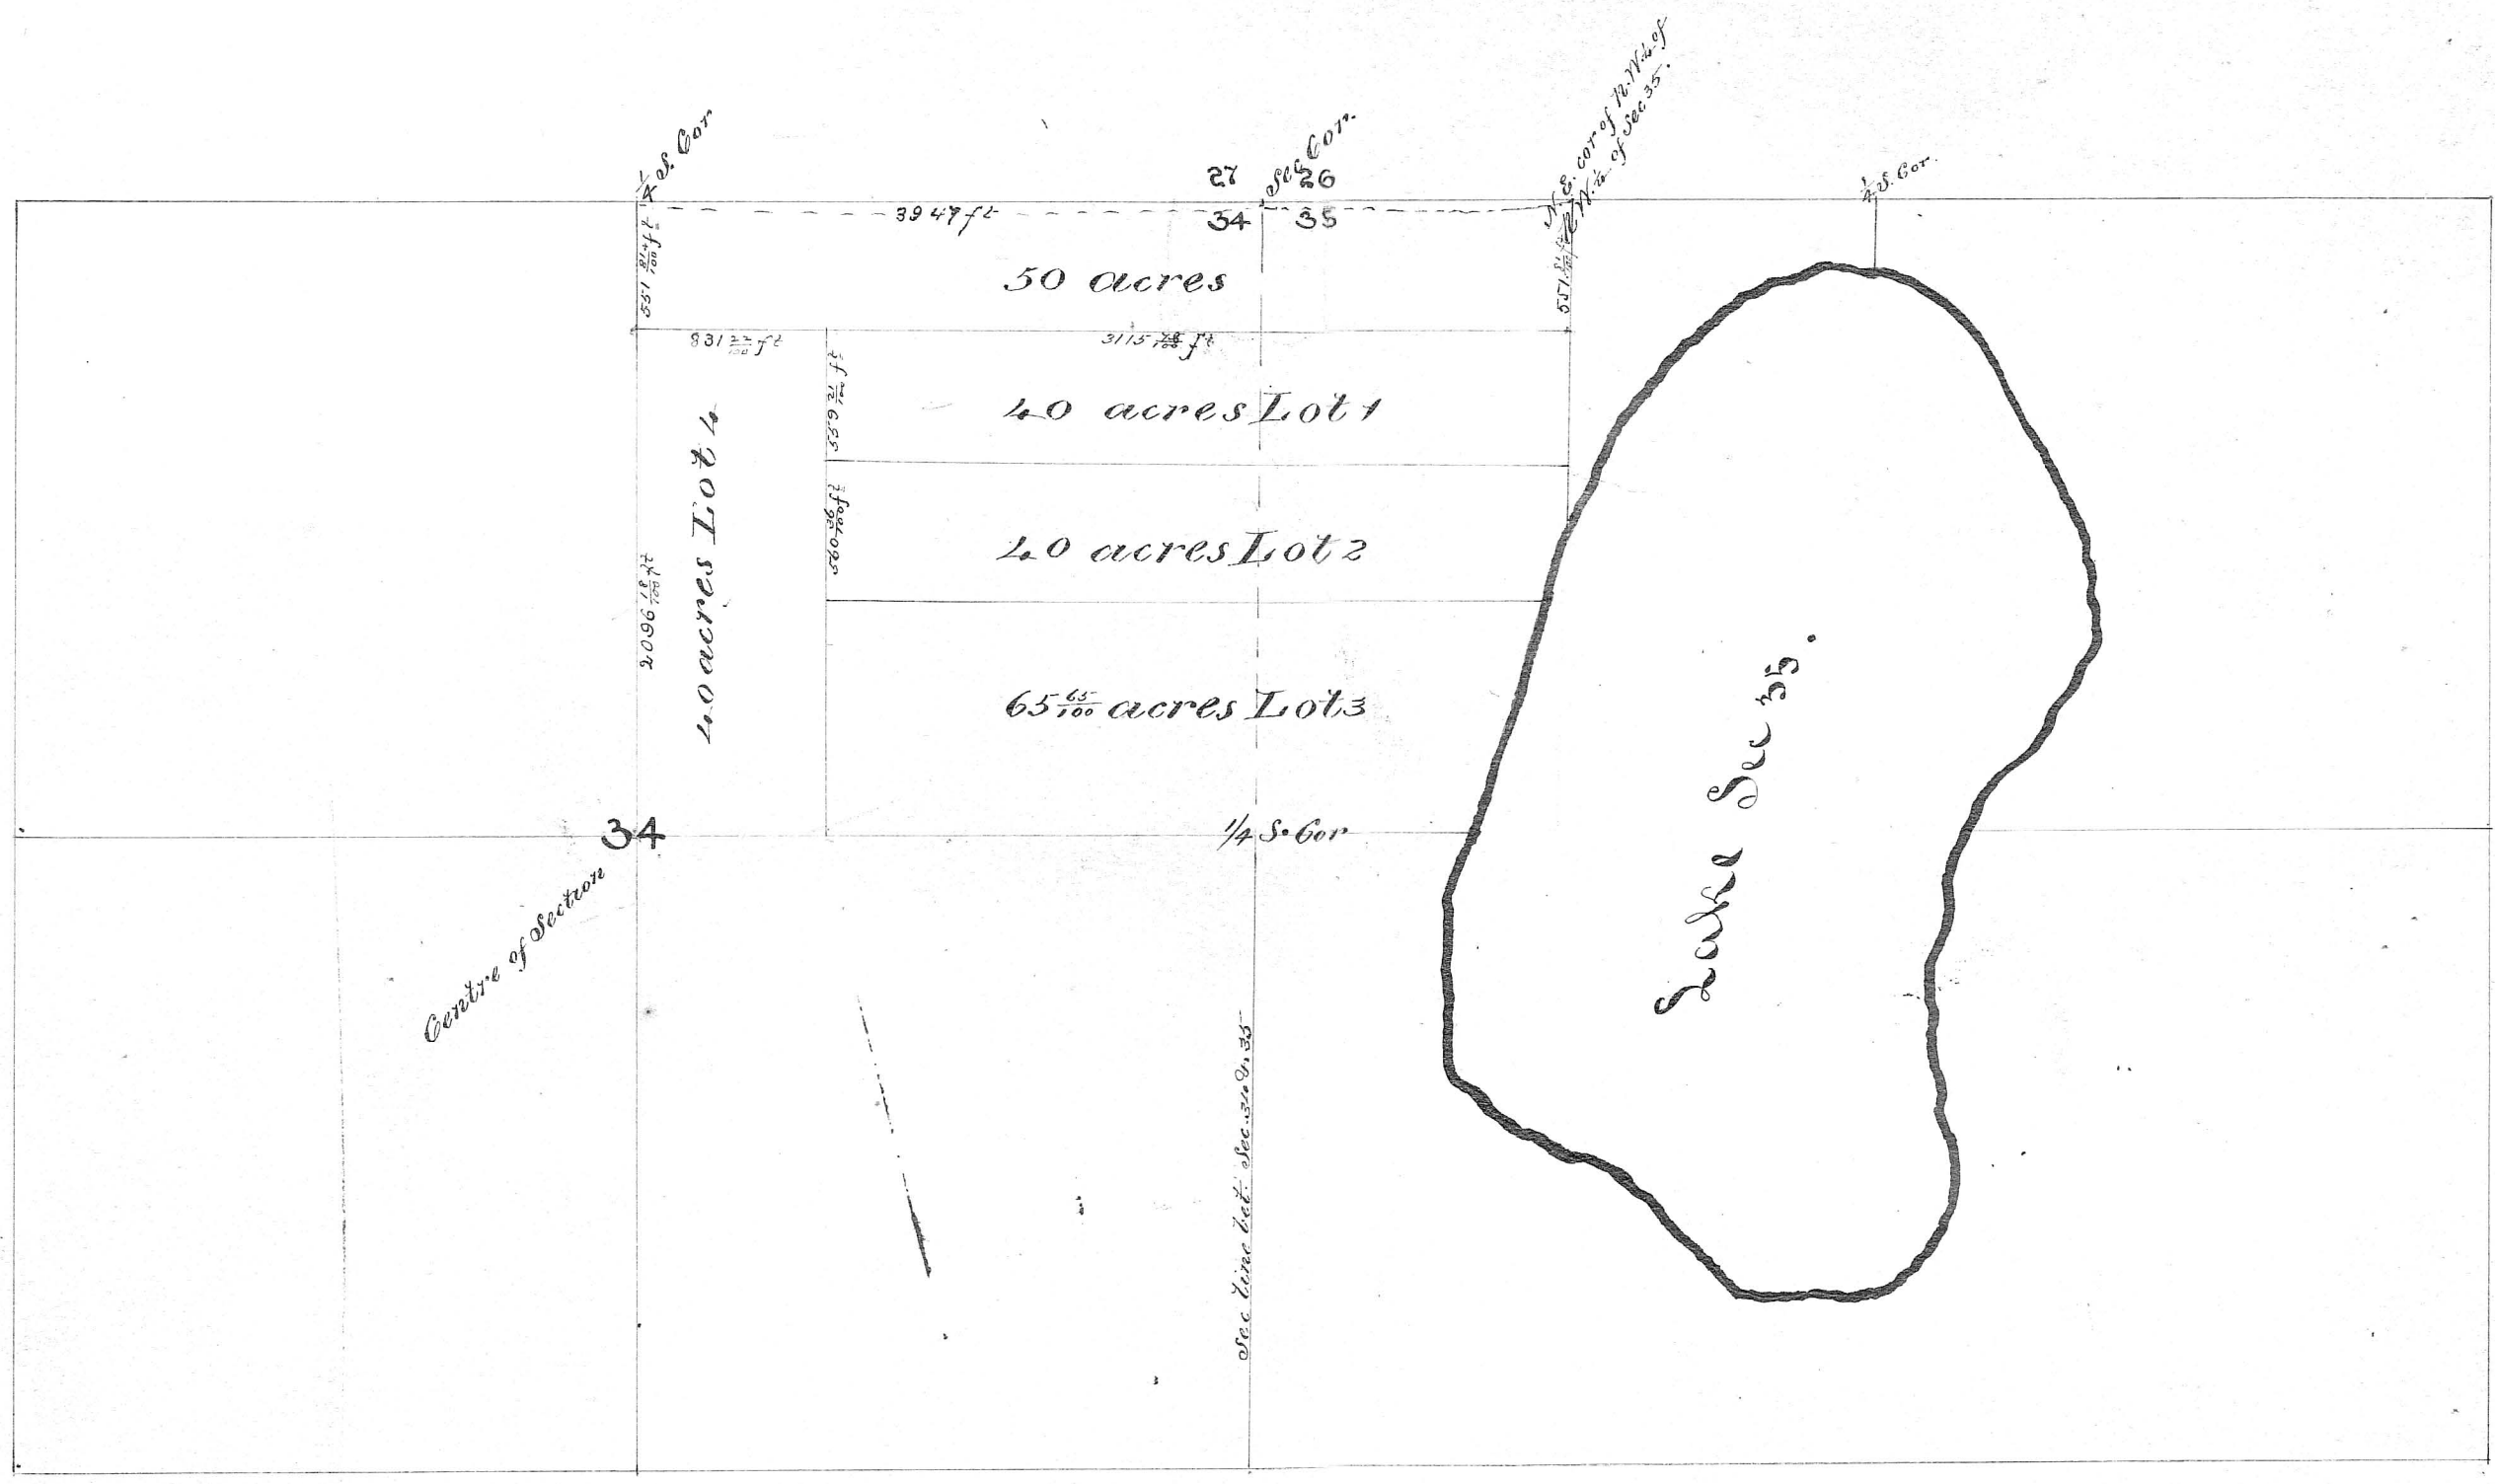 1/4 S. Cor
Sec Cor.
N. E. cor of N. W. 1/4 of
N. W. 1/4 of Sec 35.
1/4 S. Cor.
27 26
34 35
3947 ft
551 81/100 ft
551 81/100 ft
50 acres
831 22/100 ft
3115 78/100 ft
559
40 acres Lot 1
40 acres Lot 4
2096 81/100 ft
560 93/100 ft
40 acres Lot 2
65 65/100 acres Lot 3
34
1/4 S. Cor
Centre of Section
Lake Sec 35.
Sec line bet. Sec. 34 & 35